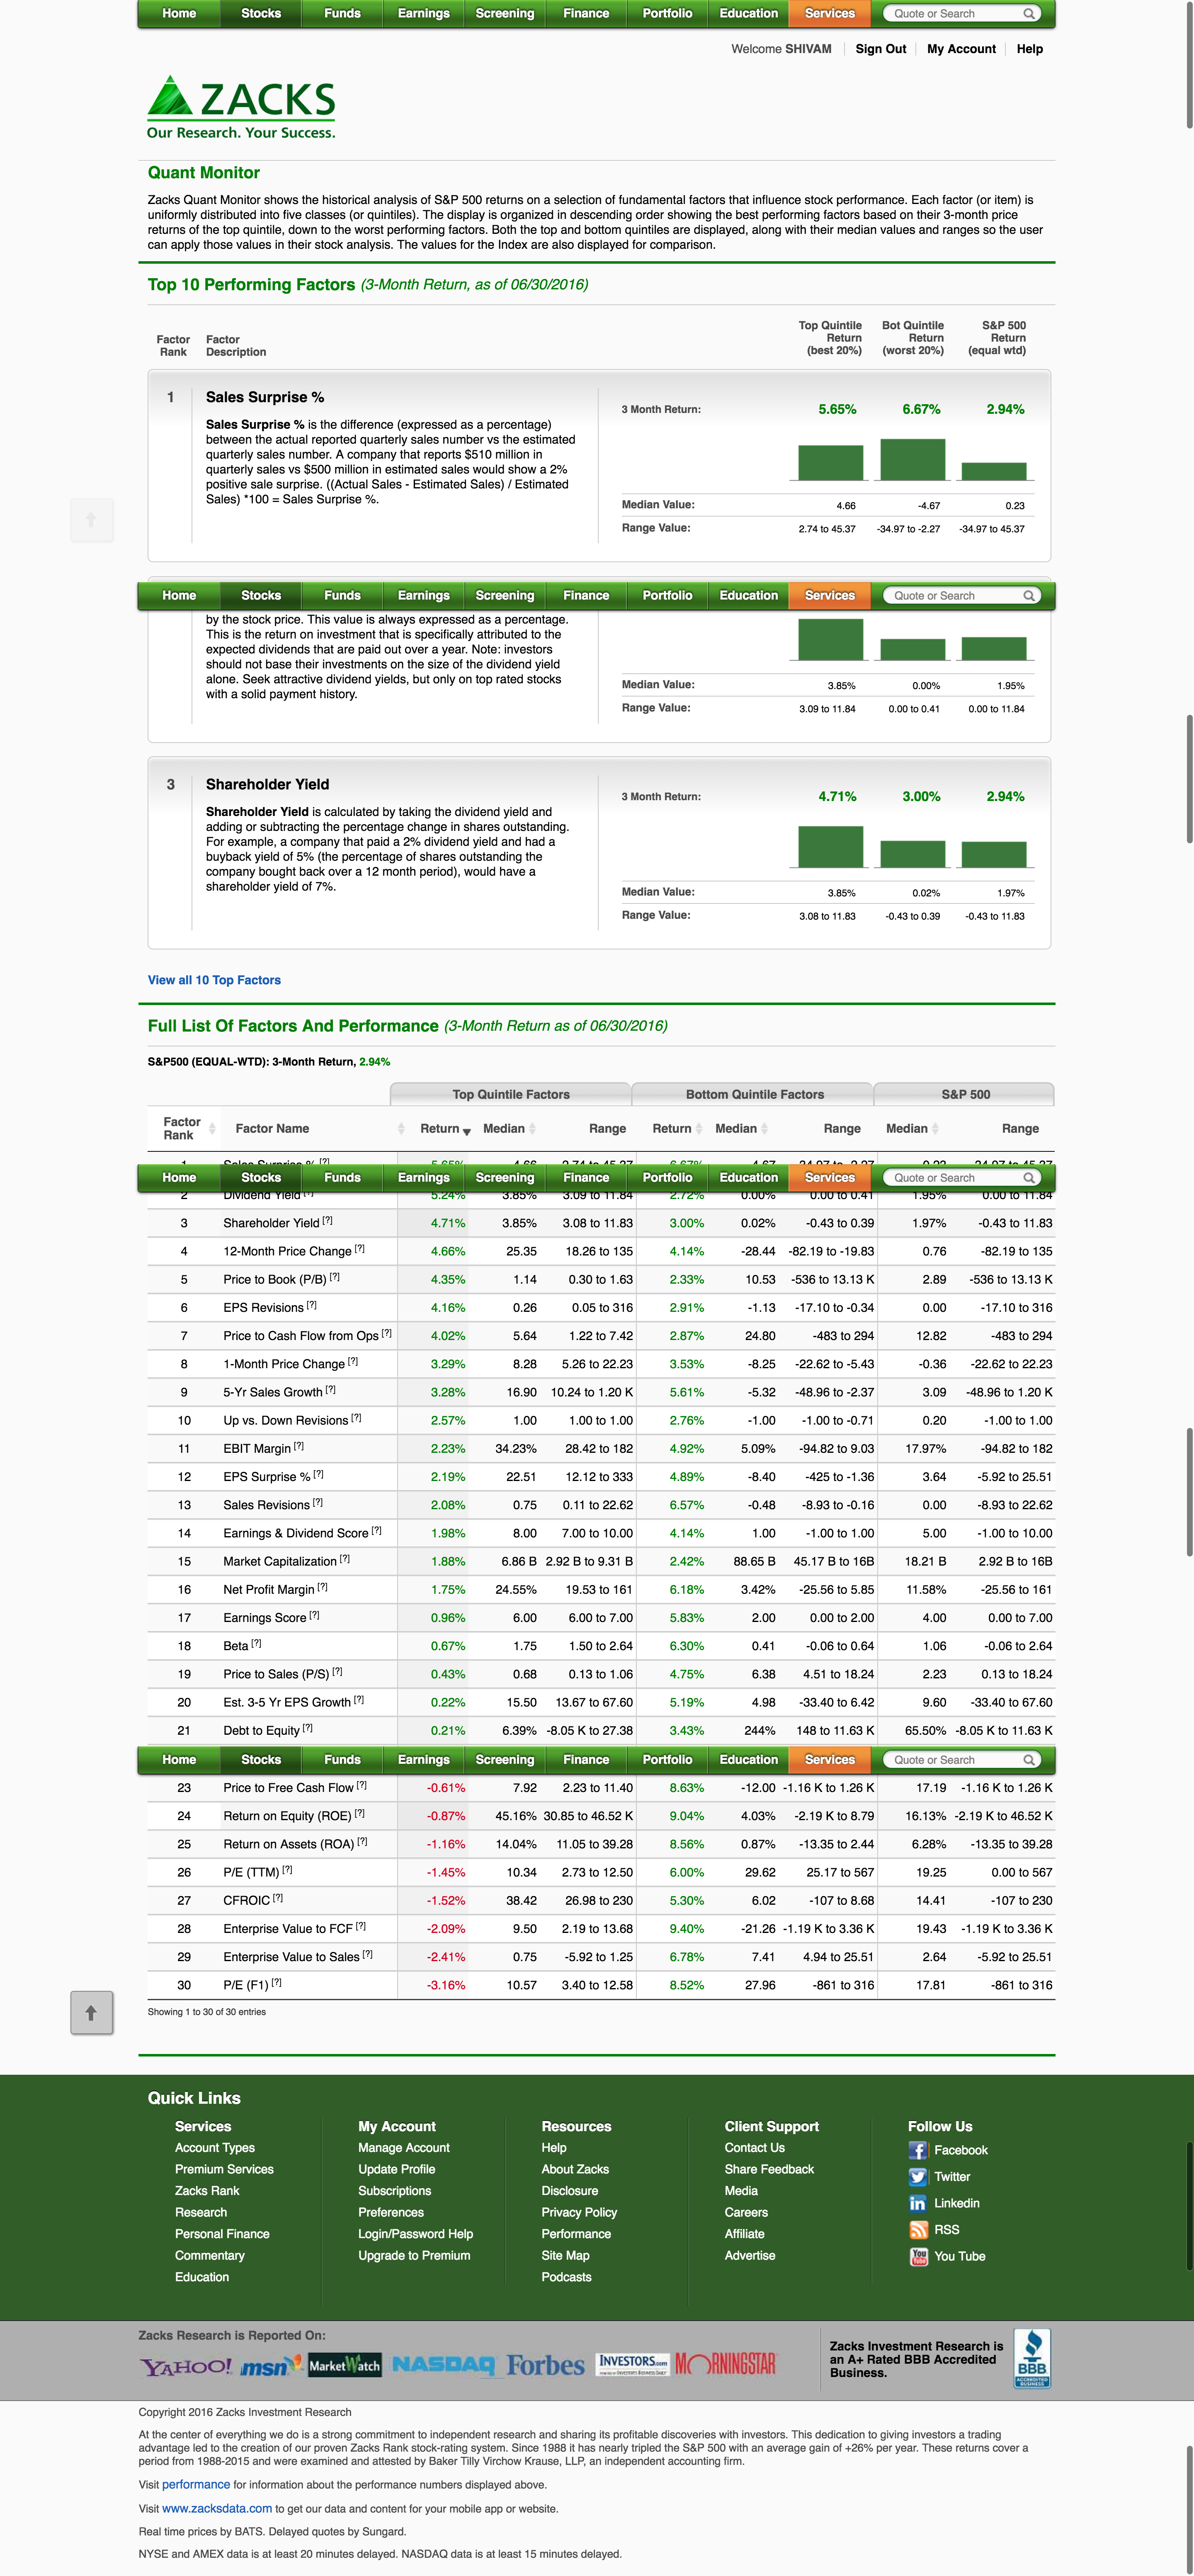 Home Stocks Funds Earnings Screening Finance Portfolio Education Services Quote or Search
Welcome SHIVAM Sign Out My Account Help
ZACKS
Our Research. Your Success.
Quant Monitor
Zacks Quant Monitor shows the historical analysis of S&P 500 returns on a selection of fundamental factors that influence stock performance. Each factor (or item) is
uniformly distributed into five classes (or quintiles). The display is organized in descending order showing the best performing factors based on their 3-month price
returns of the top quintile, down to the worst performing factors. Both the top and bottom quintiles are displayed, along with their median values and ranges so the user
can apply those values in their stock analysis. The values for the Index are also displayed for comparison.
Top 10 Performing Factors (3-Month Return, as of 06/30/2016)
Factor Rank Factor Description Top Quintile Return (best 20%) Bot Quintile Return (worst 20%) S&P 500 Return (equal wtd)
1 Sales Surprise %
Sales Surprise % is the difference (expressed as a percentage)
between the actual reported quarterly sales number vs the estimated
quarterly sales number. A company that reports $510 million in
quarterly sales vs $500 million in estimated sales would show a 2%
positive sale surprise. ((Actual Sales - Estimated Sales) / Estimated
Sales) *100 = Sales Surprise %.
3 Month Return: 5.65% 6.67% 2.94%
Median Value: 4.66 -4.67 0.23
Range Value: 2.74 to 45.37 -34.97 to -2.27 -34.97 to 45.37
Home Stocks Funds Earnings Screening Finance Portfolio Education Services Quote or Search
by the stock price. This value is always expressed as a percentage.
This is the return on investment that is specifically attributed to the
expected dividends that are paid out over a year. Note: investors
should not base their investments on the size of the dividend yield
alone. Seek attractive dividend yields, but only on top rated stocks
with a solid payment history.
Median Value: 3.85% 0.00% 1.95%
Range Value: 3.09 to 11.84 0.00 to 0.41 0.00 to 11.84
3 Shareholder Yield
Shareholder Yield is calculated by taking the dividend yield and
adding or subtracting the percentage change in shares outstanding.
For example, a company that paid a 2% dividend yield and had a
buyback yield of 5% (the percentage of shares outstanding the
company bought back over a 12 month period), would have a
shareholder yield of 7%.
3 Month Return: 4.71% 3.00% 2.94%
Median Value: 3.85% 0.02% 1.97%
Range Value: 3.08 to 11.83 -0.43 to 0.39 -0.43 to 11.83
View all 10 Top Factors
Full List Of Factors And Performance (3-Month Return as of 06/30/2016)
S&P500 (EQUAL-WTD): 3-Month Return, 2.94%
Top Quintile Factors Bottom Quintile Factors S&P 500
Factor Rank Factor Name Return Median Range Return Median Range Median Range
1 Sales Surprise % [?] 5.65% 4.66 2.74 to 45.37 6.67% -4.67 -34.97 to -2.27 0.23 -34.97 to 45.37
Home Stocks Funds Earnings Screening Finance Portfolio Education Services Quote or Search
2 Dividend Yield [?] 5.24% 3.85% 3.09 to 11.84 2.72% 0.00% 0.00 to 0.41 1.95% 0.00 to 11.84
3 Shareholder Yield [?] 4.71% 3.85% 3.08 to 11.83 3.00% 0.02% -0.43 to 0.39 1.97% -0.43 to 11.83
4 12-Month Price Change [?] 4.66% 25.35 18.26 to 135 4.14% -28.44 -82.19 to -19.83 0.76 -82.19 to 135
5 Price to Book (P/B) [?] 4.35% 1.14 0.30 to 1.63 2.33% 10.53 -536 to 13.13 K 2.89 -536 to 13.13 K
6 EPS Revisions [?] 4.16% 0.26 0.05 to 316 2.91% -1.13 -17.10 to -0.34 0.00 -17.10 to 316
7 Price to Cash Flow from Ops [?] 4.02% 5.64 1.22 to 7.42 2.87% 24.80 -483 to 294 12.82 -483 to 294
8 1-Month Price Change [?] 3.29% 8.28 5.26 to 22.23 3.53% -8.25 -22.62 to -5.43 -0.36 -22.62 to 22.23
9 5-Yr Sales Growth [?] 3.28% 16.90 10.24 to 1.20 K 5.61% -5.32 -48.96 to -2.37 3.09 -48.96 to 1.20 K
10 Up vs. Down Revisions [?] 2.57% 1.00 1.00 to 1.00 2.76% -1.00 -1.00 to -0.71 0.20 -1.00 to 1.00
11 EBIT Margin [?] 2.23% 34.23% 28.42 to 182 4.92% 5.09% -94.82 to 9.03 17.97% -94.82 to 182
12 EPS Surprise % [?] 2.19% 22.51 12.12 to 333 4.89% -8.40 -425 to -1.36 3.64 -5.92 to 25.51
13 Sales Revisions [?] 2.08% 0.75 0.11 to 22.62 6.57% -0.48 -8.93 to -0.16 0.00 -8.93 to 22.62
14 Earnings & Dividend Score [?] 1.98% 8.00 7.00 to 10.00 4.14% 1.00 -1.00 to 1.00 5.00 -1.00 to 10.00
15 Market Capitalization [?] 1.88% 6.86 B 2.92 B to 9.31 B 2.42% 88.65 B 45.17 B to 16B 18.21 B 2.92 B to 16B
16 Net Profit Margin [?] 1.75% 24.55% 19.53 to 161 6.18% 3.42% -25.56 to 5.85 11.58% -25.56 to 161
17 Earnings Score [?] 0.96% 6.00 6.00 to 7.00 5.83% 2.00 0.00 to 2.00 4.00 0.00 to 7.00
18 Beta [?] 0.67% 1.75 1.50 to 2.64 6.30% 0.41 -0.06 to 0.64 1.06 -0.06 to 2.64
19 Price to Sales (P/S) [?] 0.43% 0.68 0.13 to 1.06 4.75% 6.38 4.51 to 18.24 2.23 0.13 to 18.24
20 Est. 3-5 Yr EPS Growth [?] 0.22% 15.50 13.67 to 67.60 5.19% 4.98 -33.40 to 6.42 9.60 -33.40 to 67.60
21 Debt to Equity [?] 0.21% 6.39% -8.05 K to 27.38 3.43% 244% 148 to 11.63 K 65.50% -8.05 K to 11.63 K
Home Stocks Funds Earnings Screening Finance Portfolio Education Services Quote or Search
23 Price to Free Cash Flow [?] -0.61% 7.92 2.23 to 11.40 8.63% -12.00 -1.16 K to 1.26 K 17.19 -1.16 K to 1.26 K
24 Return on Equity (ROE) [?] -0.87% 45.16% 30.85 to 46.52 K 9.04% 4.03% -2.19 K to 8.79 16.13% -2.19 K to 46.52 K
25 Return on Assets (ROA) [?] -1.16% 14.04% 11.05 to 39.28 8.56% 0.87% -13.35 to 2.44 6.28% -13.35 to 39.28
26 P/E (TTM) [?] -1.45% 10.34 2.73 to 12.50 6.00% 29.62 25.17 to 567 19.25 0.00 to 567
27 CFROIC [?] -1.52% 38.42 26.98 to 230 5.30% 6.02 -107 to 8.68 14.41 -107 to 230
28 Enterprise Value to FCF [?] -2.09% 9.50 2.19 to 13.68 9.40% -21.26 -1.19 K to 3.36 K 19.43 -1.19 K to 3.36 K
29 Enterprise Value to Sales [?] -2.41% 0.75 -5.92 to 1.25 6.78% 7.41 4.94 to 25.51 2.64 -5.92 to 25.51
30 P/E (F1) [?] -3.16% 10.57 3.40 to 12.58 8.52% 27.96 -861 to 316 17.81 -861 to 316
Showing 1 to 30 of 30 entries
Quick Links
Services My Account Resources Client Support Follow Us
Account Types Manage Account Help Contact Us Facebook
Premium Services Update Profile About Zacks Share Feedback Twitter
Zacks Rank Subscriptions Disclosure Media Linkedin
Research Preferences Privacy Policy Careers RSS
Personal Finance Login/Password Help Performance Affiliate You Tube
Commentary Upgrade to Premium Site Map Advertise
Education Podcasts
Zacks Research is Reported On:
YAHOO! msn MarketWatch NASDAQ Forbes INVESTORS.com MORNINGSTAR
Zacks Investment Research is
an A+ Rated BBB Accredited
Business.
BBB
ACCREDITED BUSINESS
Copyright 2016 Zacks Investment Research
At the center of everything we do is a strong commitment to independent research and sharing its profitable discoveries with investors. This dedication to giving investors a trading
advantage led to the creation of our proven Zacks Rank stock-rating system. Since 1988 it has nearly tripled the S&P 500 with an average gain of +26% per year. These returns cover a
period from 1988-2015 and were examined and attested by Baker Tilly Virchow Krause, LLP, an independent accounting firm.
Visit performance for information about the performance numbers displayed above.
Visit www.zacksdata.com to get our data and content for your mobile app or website.
Real time prices by BATS. Delayed quotes by Sungard.
NYSE and AMEX data is at least 20 minutes delayed. NASDAQ data is at least 15 minutes delayed.